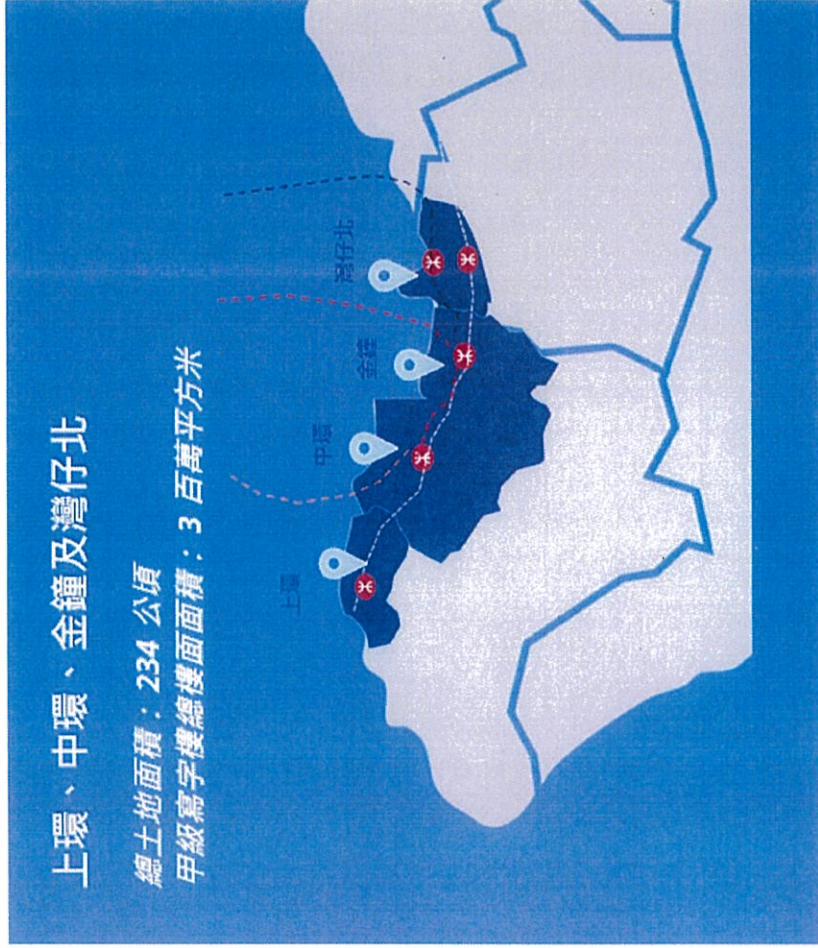 上環、中環、金鐘及灣仔北
總土地面積：234 公頃
甲級寫字樓總樓面面積：3 百萬平方米
上環
中環
金鐘
灣仔北